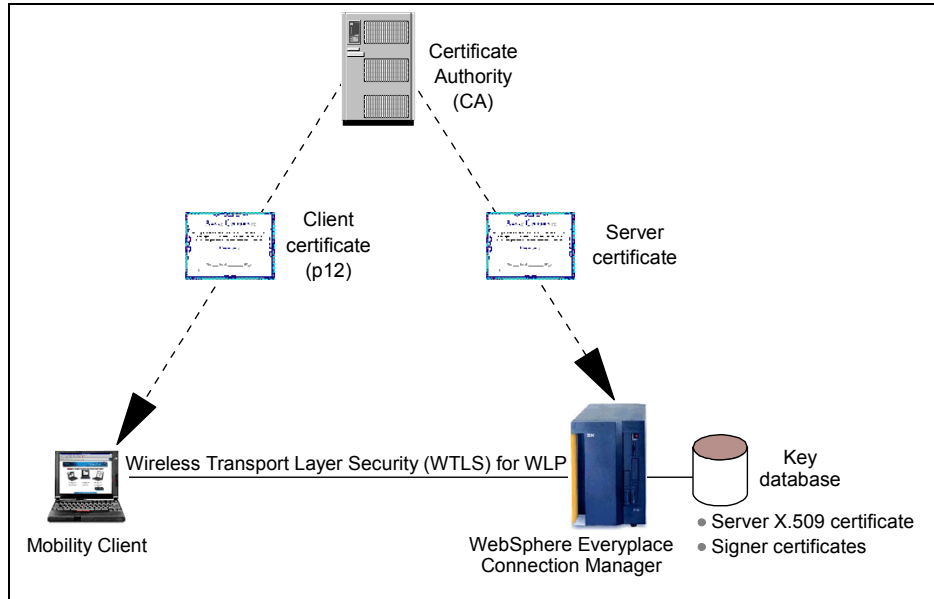 Certificate
Authority
(CA)
Client
certificate
(p12)
Server
certificate
Wireless Transport Layer Security (WTLS) for WLP
Key
database
● Server X.509 certificate
● Signer certificates
Mobility Client
WebSphere Everyplace
Connection Manager